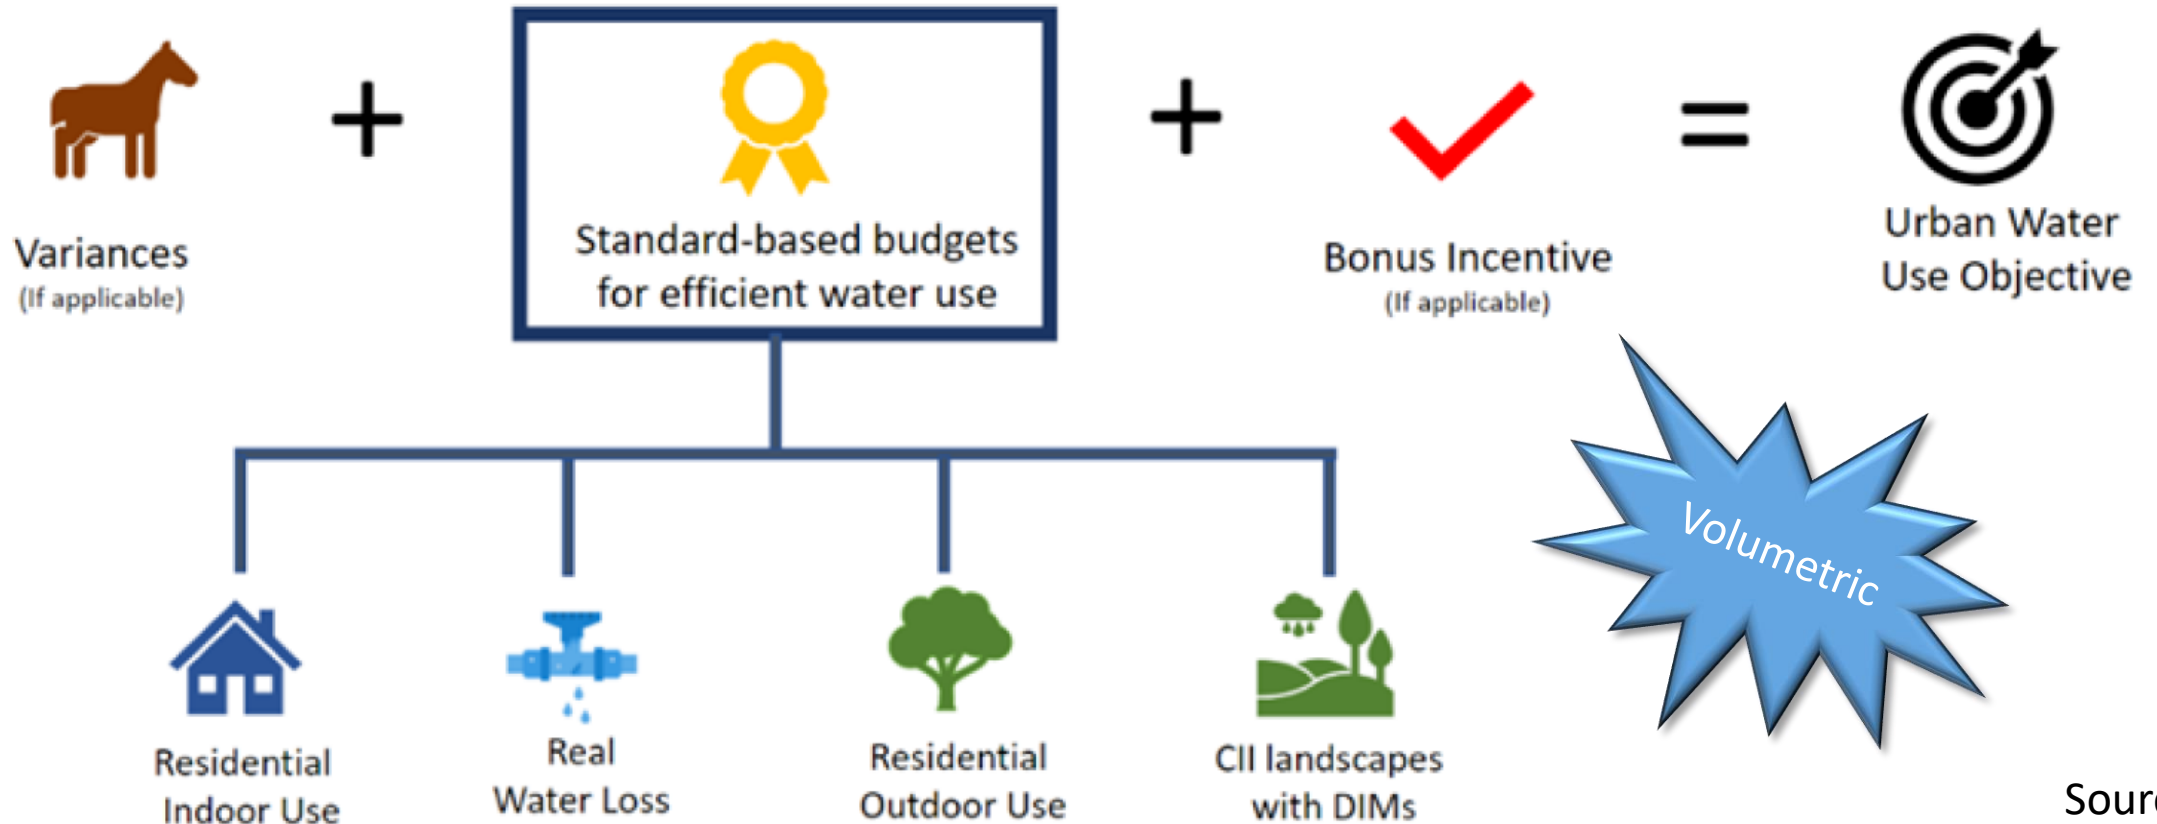 Variances
(If applicable)
+
Standard-based budgets
for efficient water use
+
Bonus Incentive
(If applicable)
=
Urban Water
Use Objective
Volumetric
Residential
Indoor Use
Real
Water Loss
Residential
Outdoor Use
CII landscapes
with DIMs